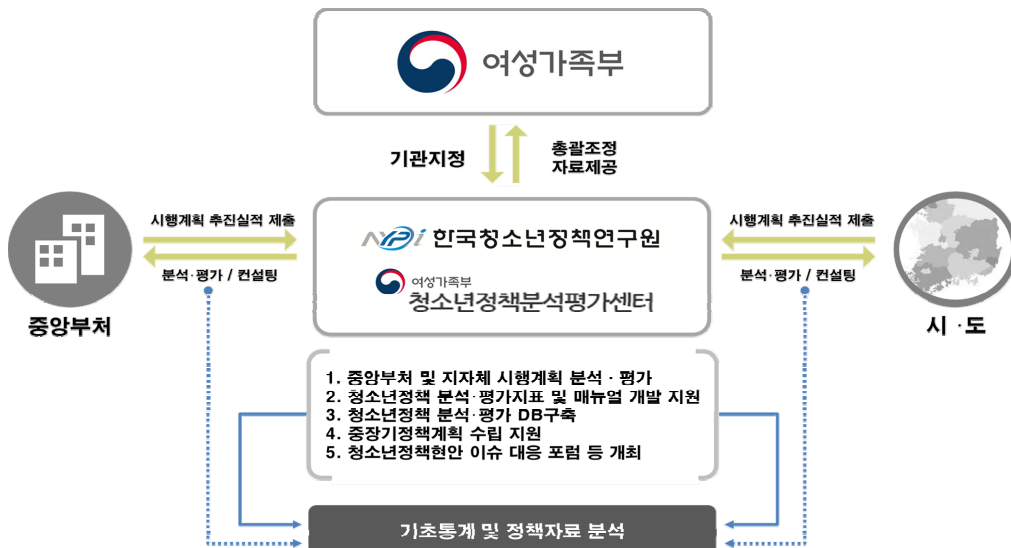 여성가족부
기관지정
총괄조정
자료제공
시행계획 추진실적 제출
분석·평가 / 컨설팅
중앙부처
NYPi 한국청소년정책연구원
여성가족부
청소년정책분석평가센터
시행계획 추진실적 제출
분석·평가 / 컨설팅
시 · 도
1. 중앙부처 및 지자체 시행계획 분석 · 평가
2. 청소년정책 분석·평가지표 및 매뉴얼 개발 지원
3. 청소년정책 분석·평가 DB구축
4. 중장기정책계획 수립 지원
5. 청소년정책현안 이슈 대응 포럼 등 개최
기초통계 및 정책자료 분석